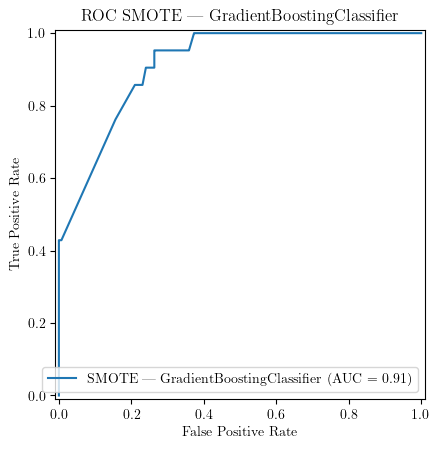 ROC SMOTE — GradientBoostingClassifier
True Positive Rate
1.0
0.8
0.6
0.4
0.2
0.0
SMOTE — GradientBoostingClassifier (AUC = 0.91)
0.0 0.2 0.4 0.6 0.8 1.0
False Positive Rate